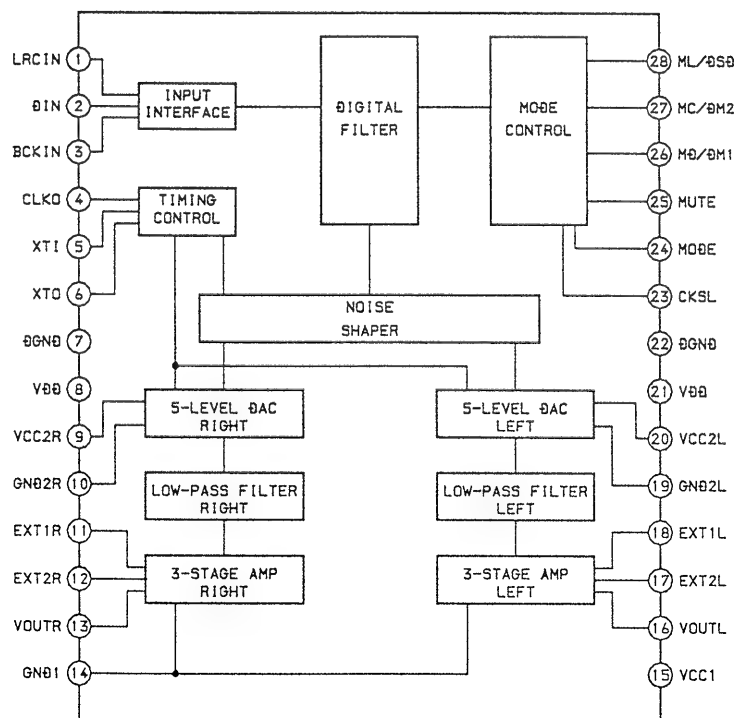 LRCIN 1
DIN 2
BCKIN 3
CLKO 4
XTI 5
XTO 6
DGND 7
VDD 8
VCC2R 9
GND2R 10
EXT1R 11
EXT2R 12
VOUTR 13
GND1 14
INPUT
INTERFACE
DIGITAL
FILTER
MODE
CONTROL
TIMING
CONTROL
NOISE
SHAPER
5-LEVEL DAC
RIGHT
5-LEVEL DAC
LEFT
LOW-PASS FILTER
RIGHT
LOW-PASS FILTER
LEFT
3-STAGE AMP
RIGHT
3-STAGE AMP
LEFT
28 ML/DSD
27 MC/DM2
26 MD/DM1
25 MUTE
24 MODE
23 CKSL
22 DGND
21 VDD
20 VCC2L
19 GND2L
18 EXT1L
17 EXT2L
16 VOUTL
15 VCC1